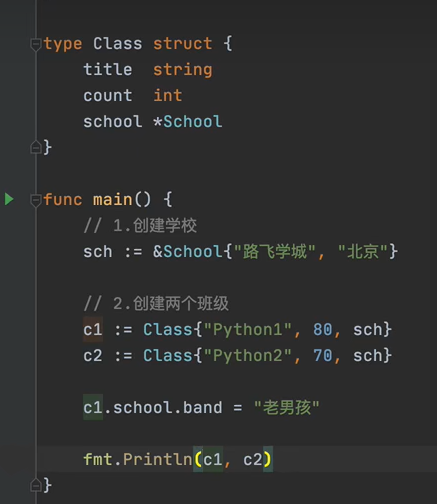 type Class struct {
    title  string
    count  int
    school *School
}
func main() {
    // 1.创建学校
    sch := &School{"路飞学城", "北京"}
    // 2.创建两个班级
    c1 := Class{"Python1", 80, sch}
    c2 := Class{"Python2", 70, sch}
    c1.school.band = "老男孩"
    fmt.Println(c1, c2)
}